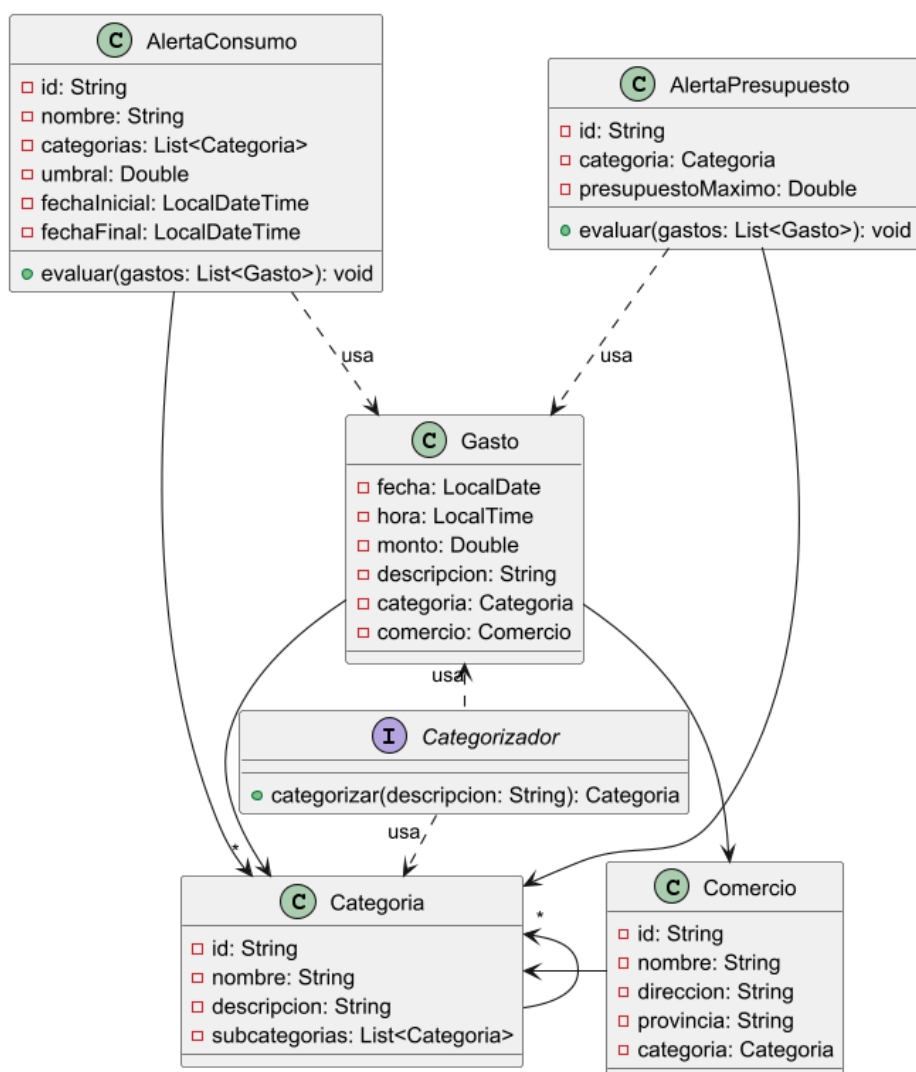 C AlertaConsumo
id: String
nombre: String
categorias: List<Categoria>
umbral: Double
fechaInicial: LocalDateTime
fechaFinal: LocalDateTime
evaluar(gastos: List<Gasto>): void
C AlertaPresupuesto
id: String
categoria: Categoria
presupuestoMaximo: Double
evaluar(gastos: List<Gasto>): void
usa
usa
C Gasto
fecha: LocalDate
hora: LocalTime
monto: Double
descripcion: String
categoria: Categoria
comercio: Comercio
usa
I Categorizador
categorizar(descripcion: String): Categoria
usa
*
C Categoria
id: String
nombre: String
descripcion: String
subcategorias: List<Categoria>
*
C Comercio
id: String
nombre: String
direccion: String
provincia: String
categoria: Categoria